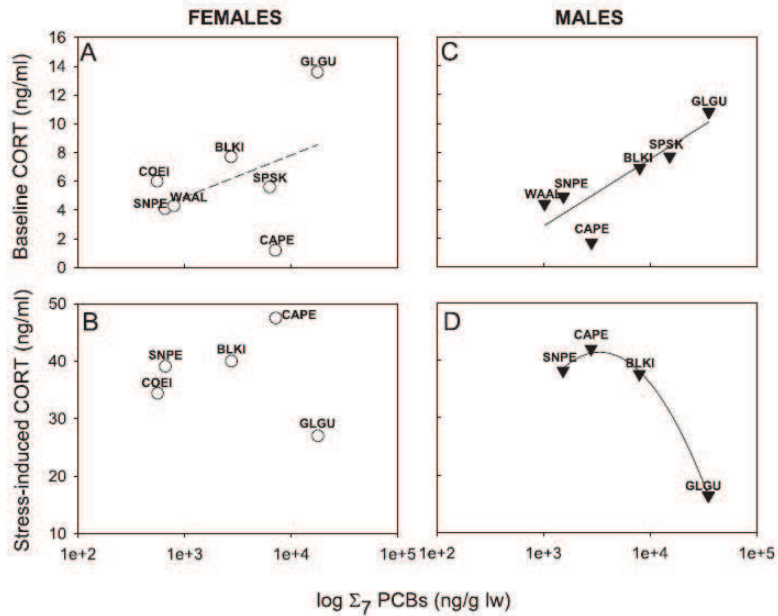 FEMALES
MALES
Baseline CORT (ng/ml)
16
14
12
10
8
6
4
2
0
A
GLGU
BLKI
COEI
SPSK
SNPE
WAAL
CAPE
C
GLGU
SPSK
BLKI
SNPE
WAAL
CAPE
Stress-induced CORT (ng/ml)
50
40
30
20
10
B
CAPE
SNPE
BLKI
COEI
GLGU
D
CAPE
SNPE
BLKI
GLGU
1e+2
1e+3
1e+4
1e+5
1e+3
1e+4
1e+5
log Σ7 PCBs (ng/g lw)